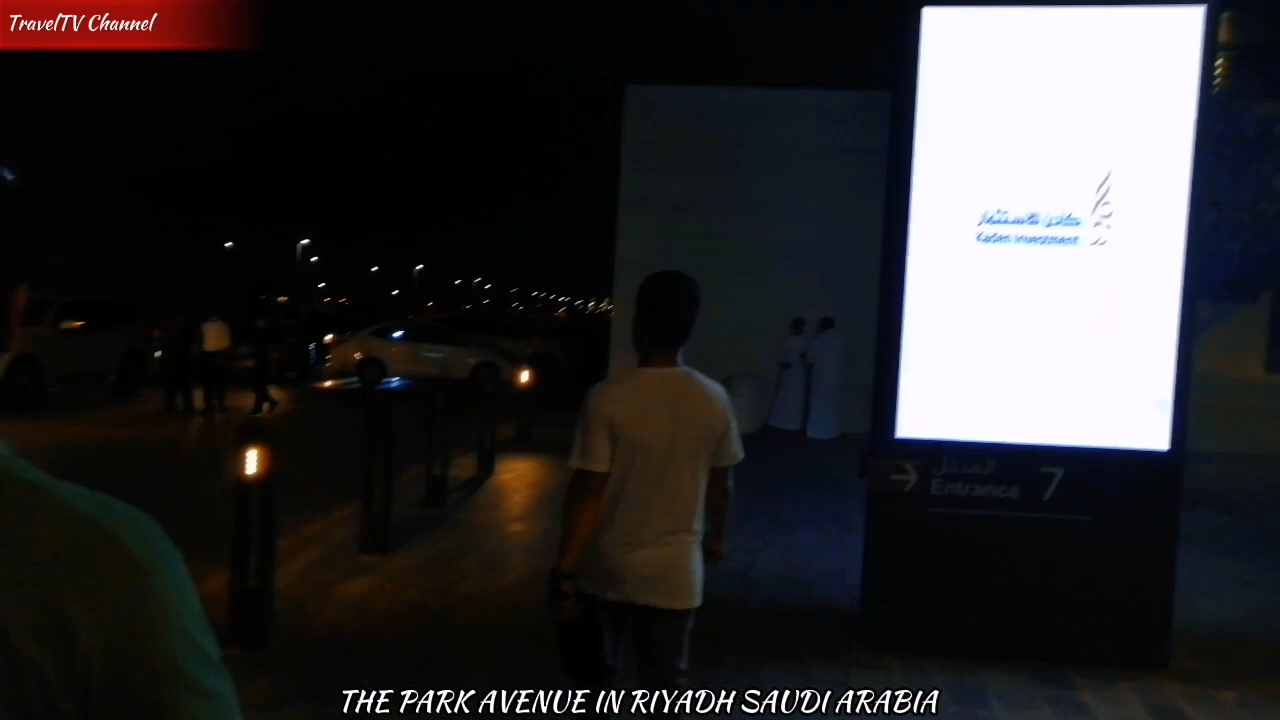 TravelTV Channel
كادن للاستثمار
Kaden Investment
المدخل
Entrance
7
THE PARK AVENUE IN RIYADH SAUDI ARABIA